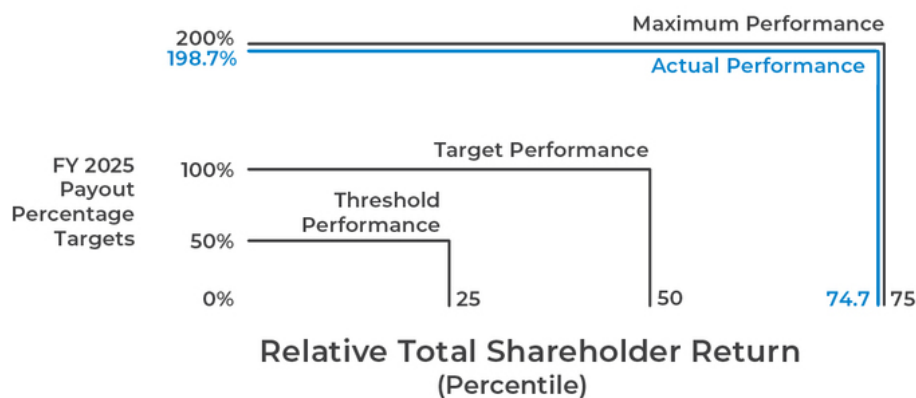 Maximum Performance
200%
198.7%
Actual Performance
Target Performance
FY 2025
Payout
Percentage
Targets
100%
Threshold
Performance
50%
0%
25
50
74.7
75
Relative Total Shareholder Return
(Percentile)